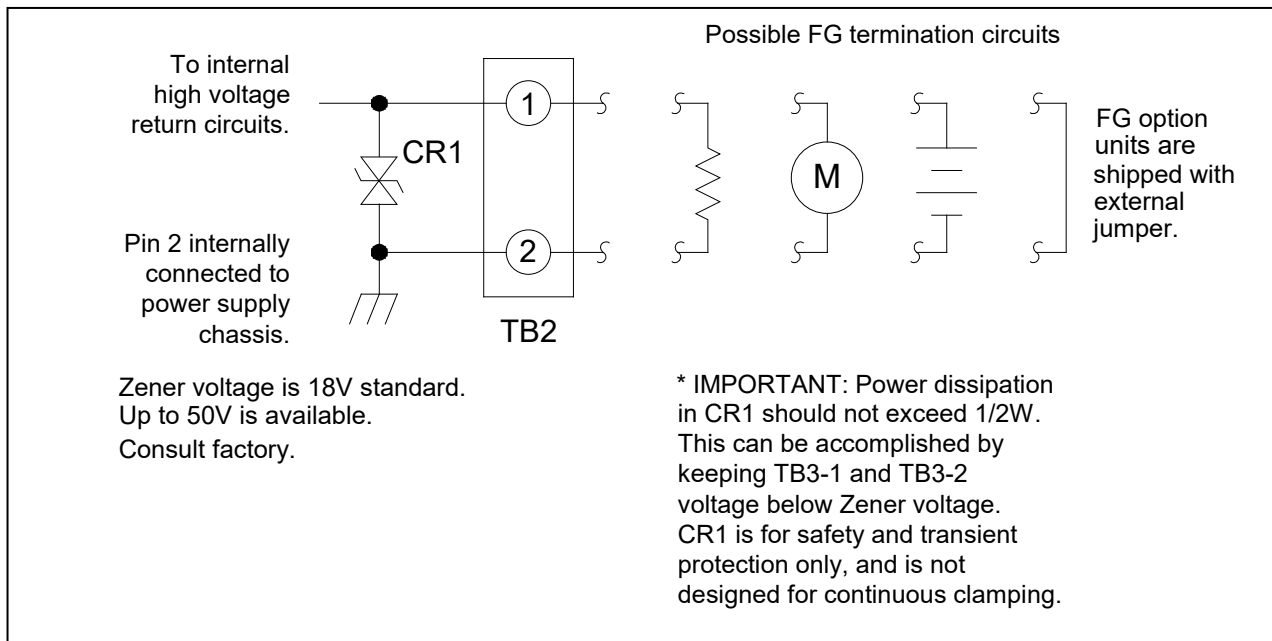 Possible FG termination circuits
To internal
high voltage
return circuits.
1
CR1
M
FG option
units are
shipped with
external
jumper.
Pin 2 internally
connected to
power supply
chassis.
2
TB2
Zener voltage is 18V standard.
Up to 50V is available.
Consult factory.
* IMPORTANT: Power dissipation
in CR1 should not exceed 1/2W.
This can be accomplished by
keeping TB3-1 and TB3-2
voltage below Zener voltage.
CR1 is for safety and transient
protection only, and is not
designed for continuous clamping.